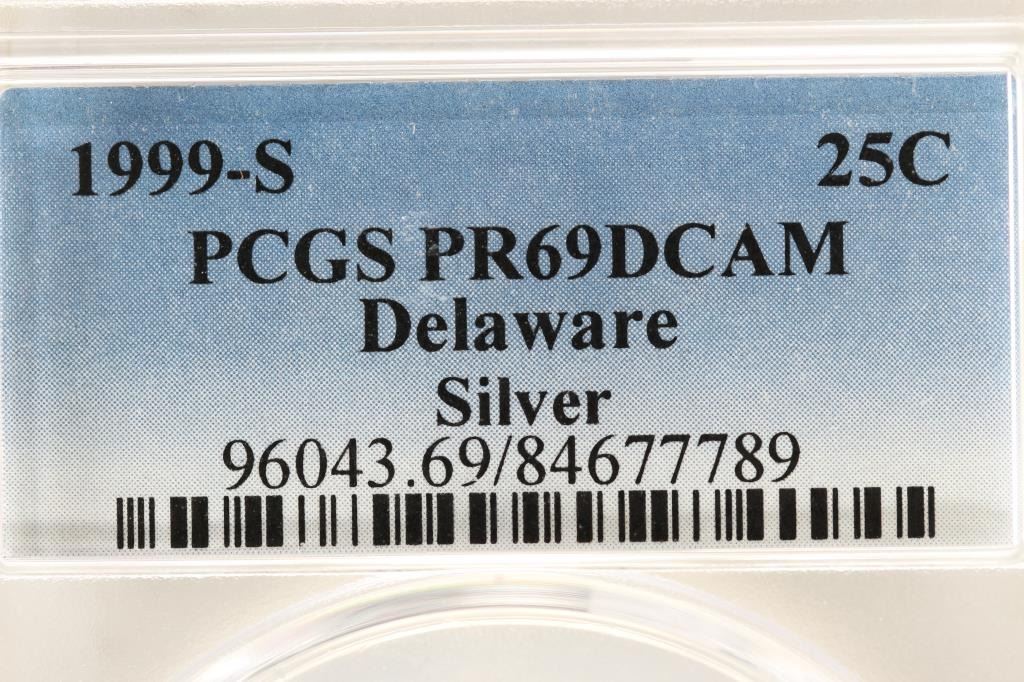 1999-S 25C
PCGS PR69DCAM
Delaware
Silver
96043.69/84677789